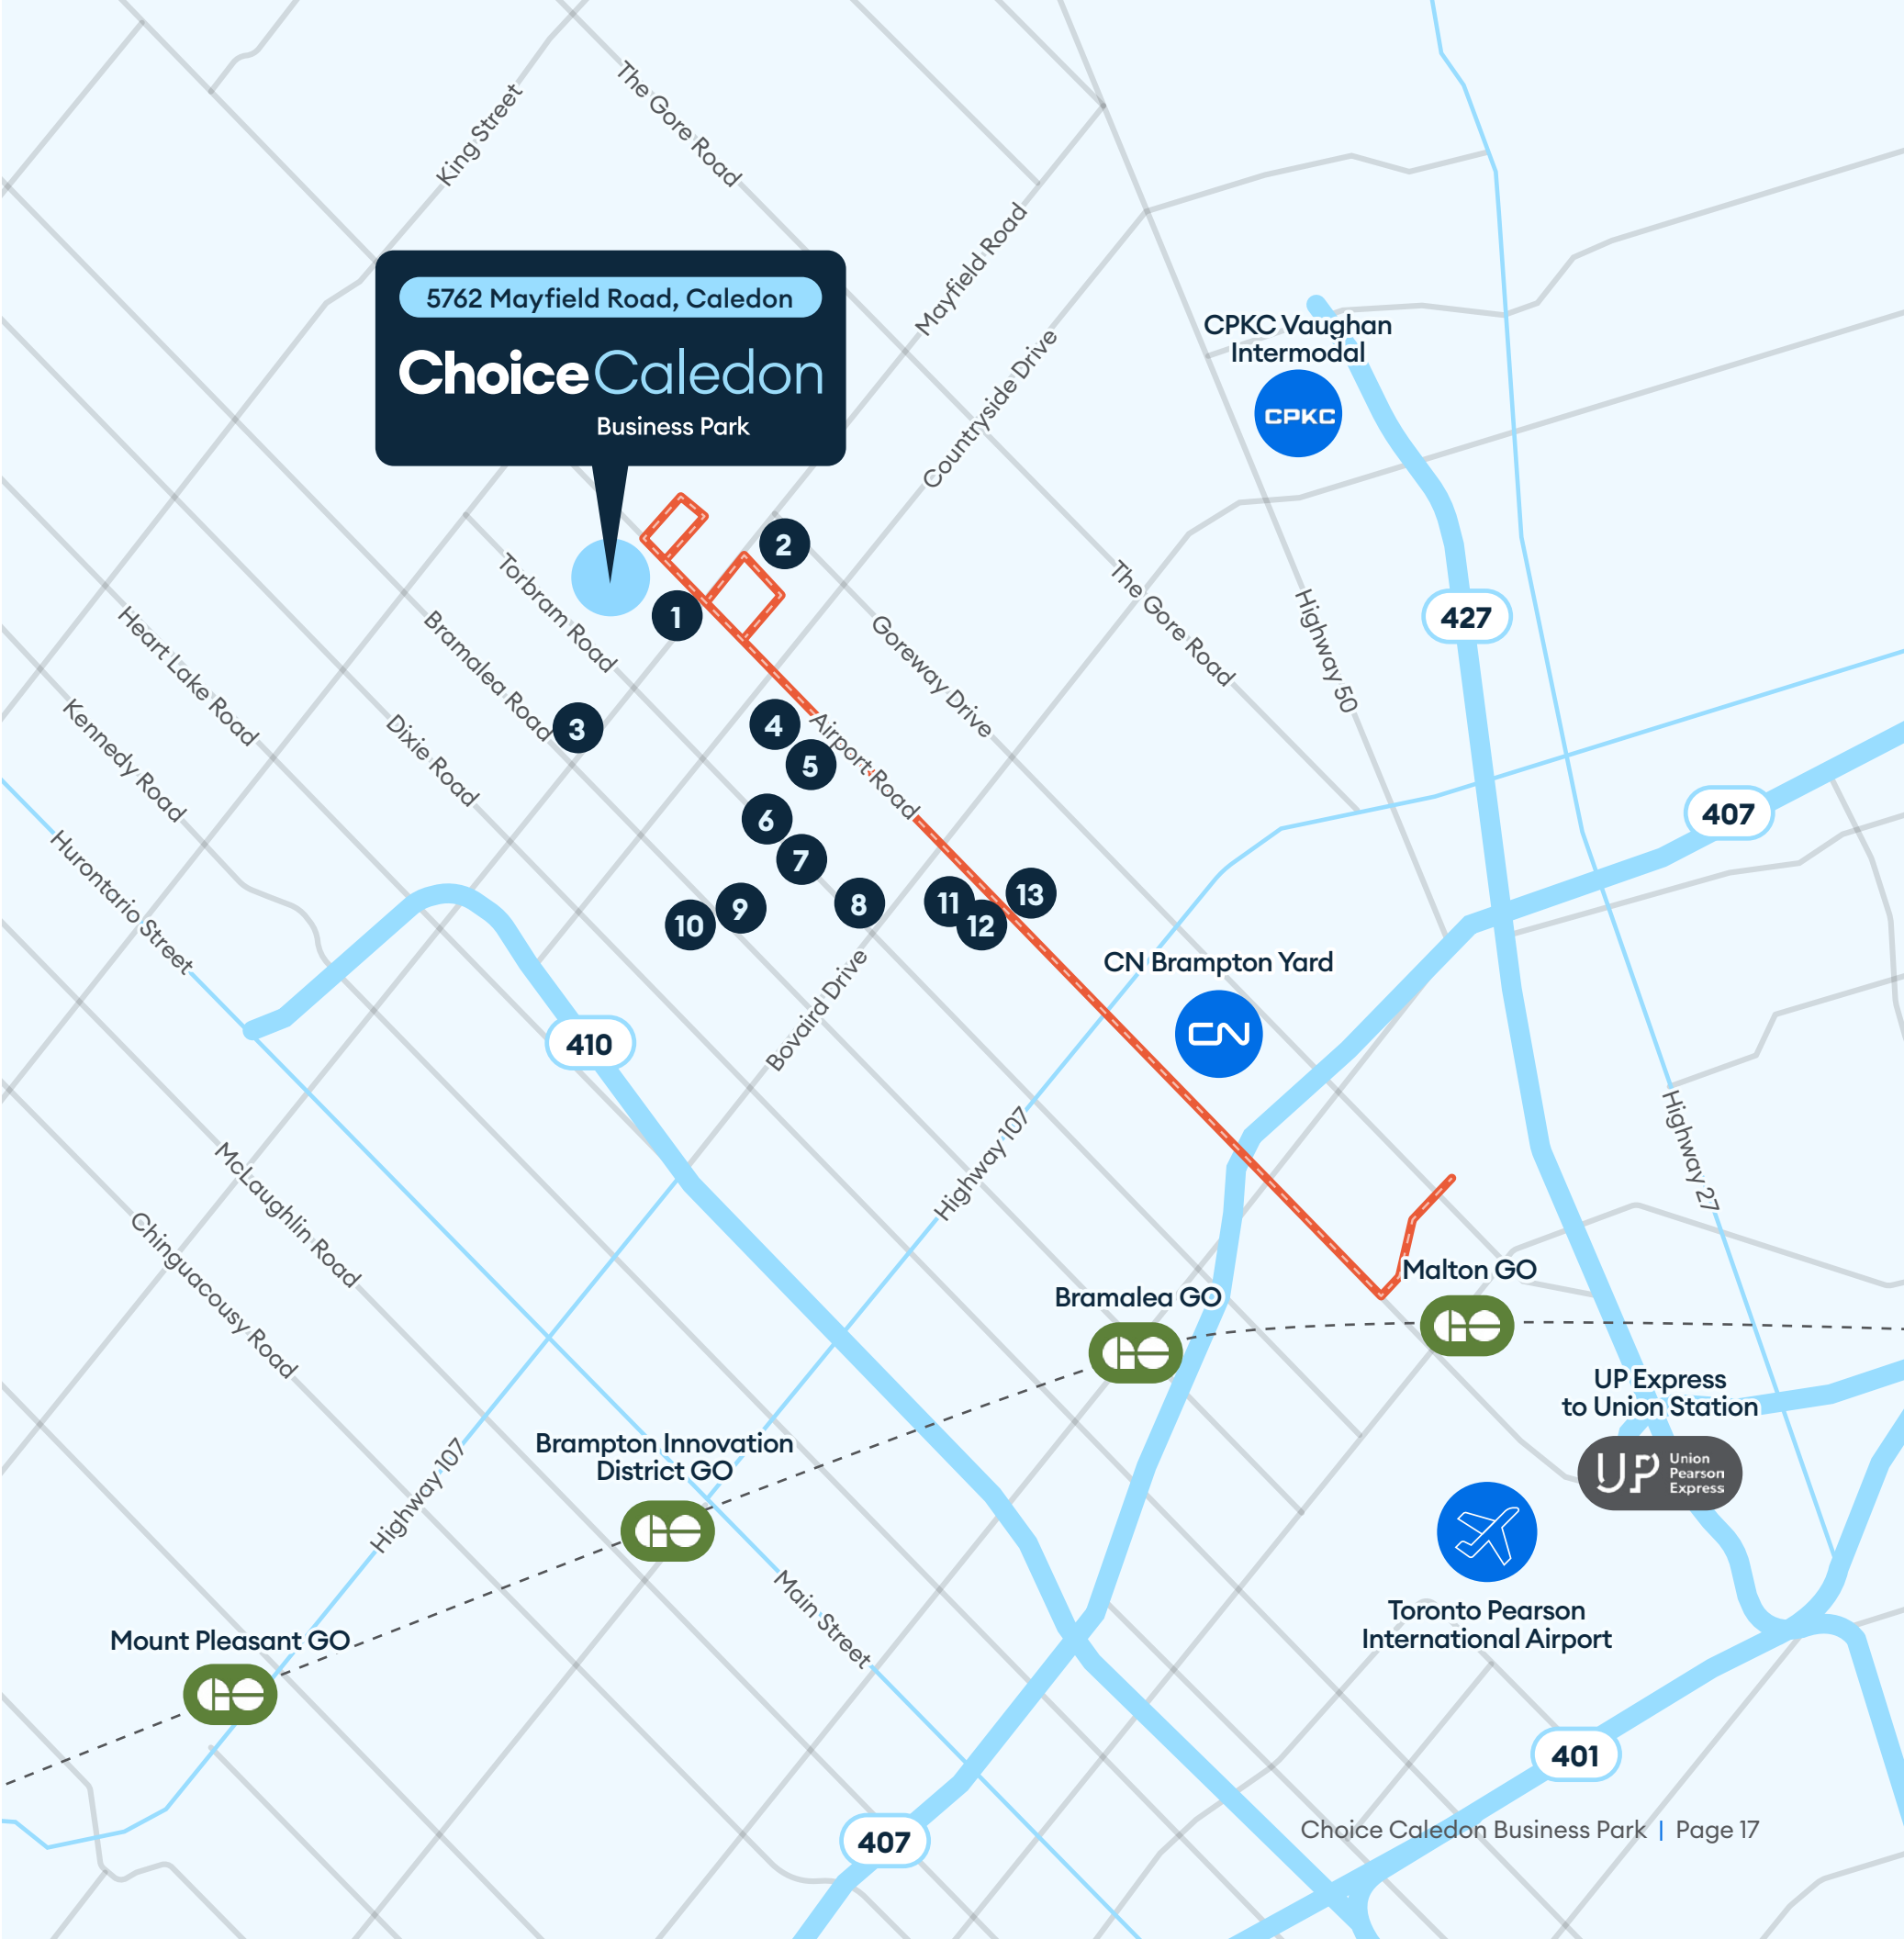 The Gore Road
King Street
Mayfield Road
5762 Mayfield Road, Caledon
ChoiceCaledon
Business Park
Countryside Drive
CPKC Vaughan
Intermodal
CPKC
2
1
Torbram Road
Bramalea Road
Heart Lake Road
Kennedy Road
Dixie Road
3
4
5
Airport Road
Goreway Drive
The Gore Road
Highway 50
427
407
6
7
8
9
10
11
12
13
Hurontario Street
410
Bovaird Drive
CN Brampton Yard
CN
Highway 107
Highway 27
McLaughlin Road
Chinguacousy Road
Malton GO
GO
Bramalea GO
GO
UP Express
to Union Station
UP Union
Pearson
Express
Brampton Innovation
District GO
GO
Highway 107
Main Street
Toronto Pearson
International Airport
Mount Pleasant GO
GO
401
407
Choice Caledon Business Park | Page 17